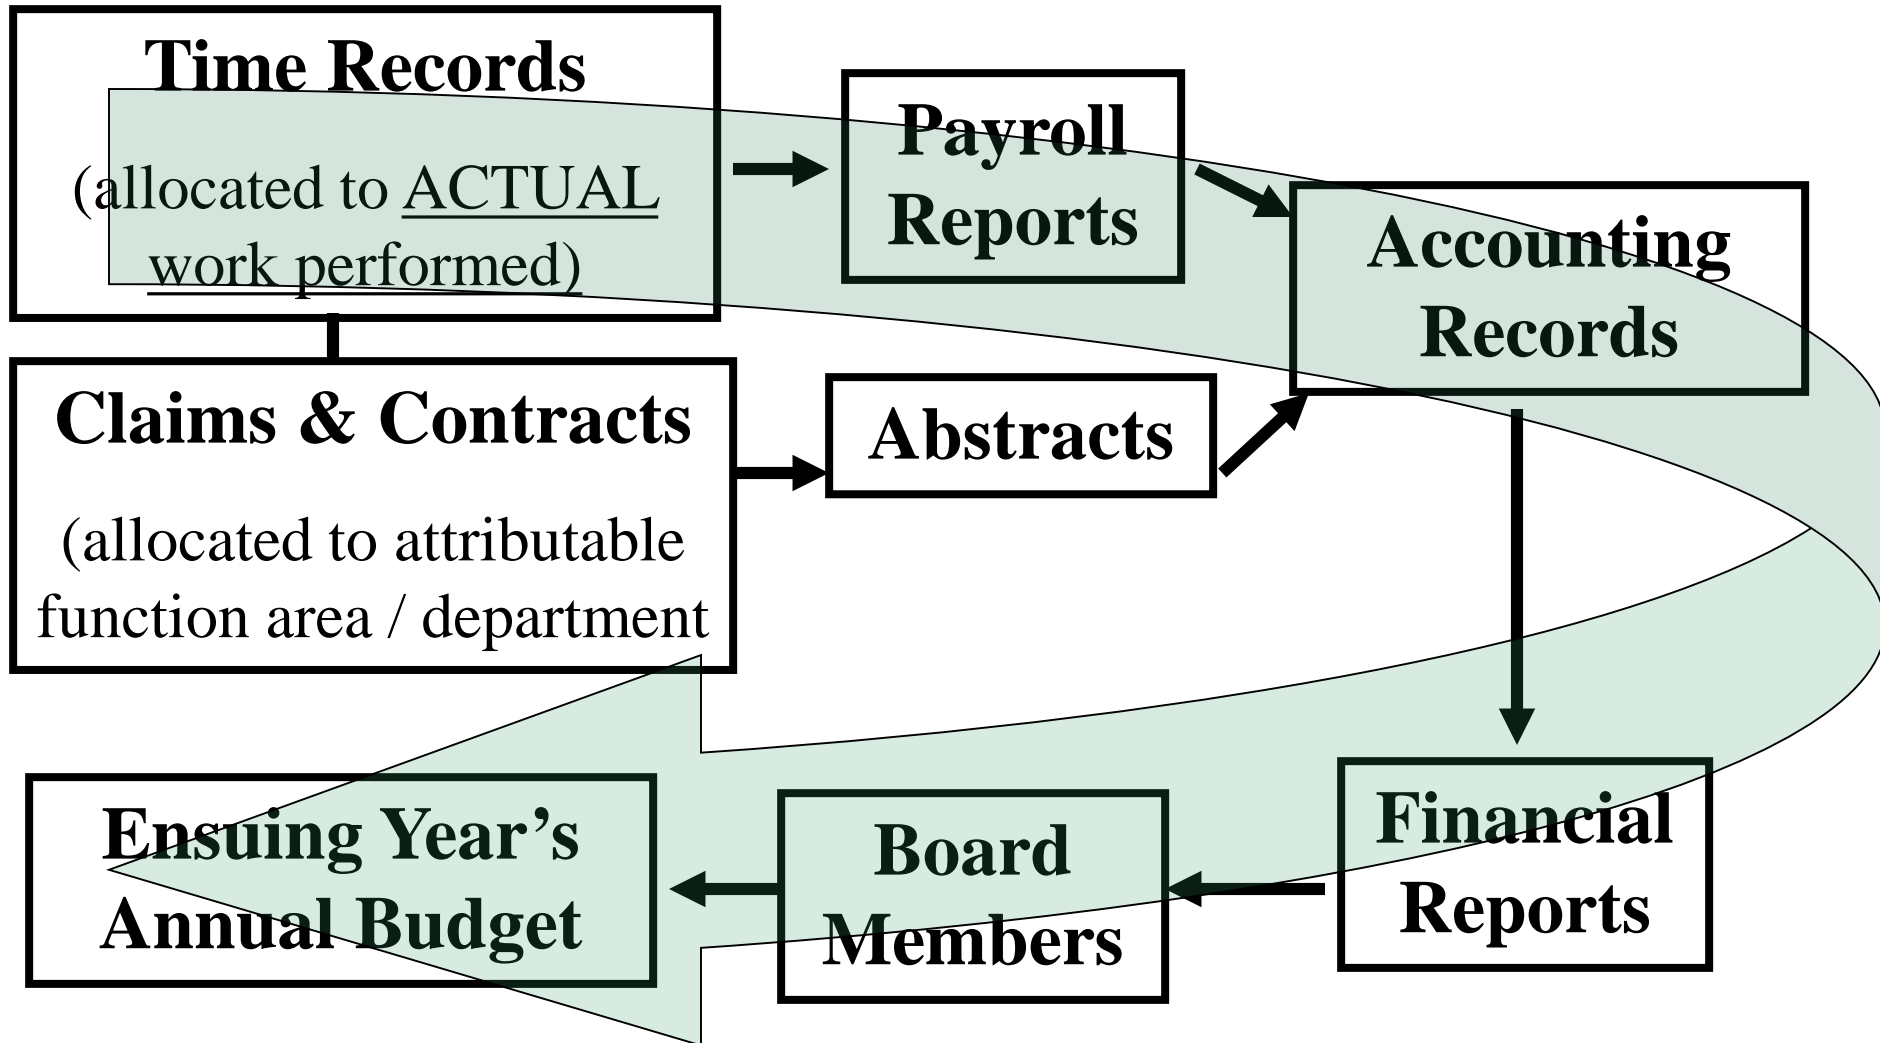 Time Records
(allocated to ACTUAL
work performed)
Payroll
Reports
Accounting
Records
Claims & Contracts
(allocated to attributable
function area / department
Abstracts
Financial
Reports
Board
Members
Ensuing Year’s
Annual Budget